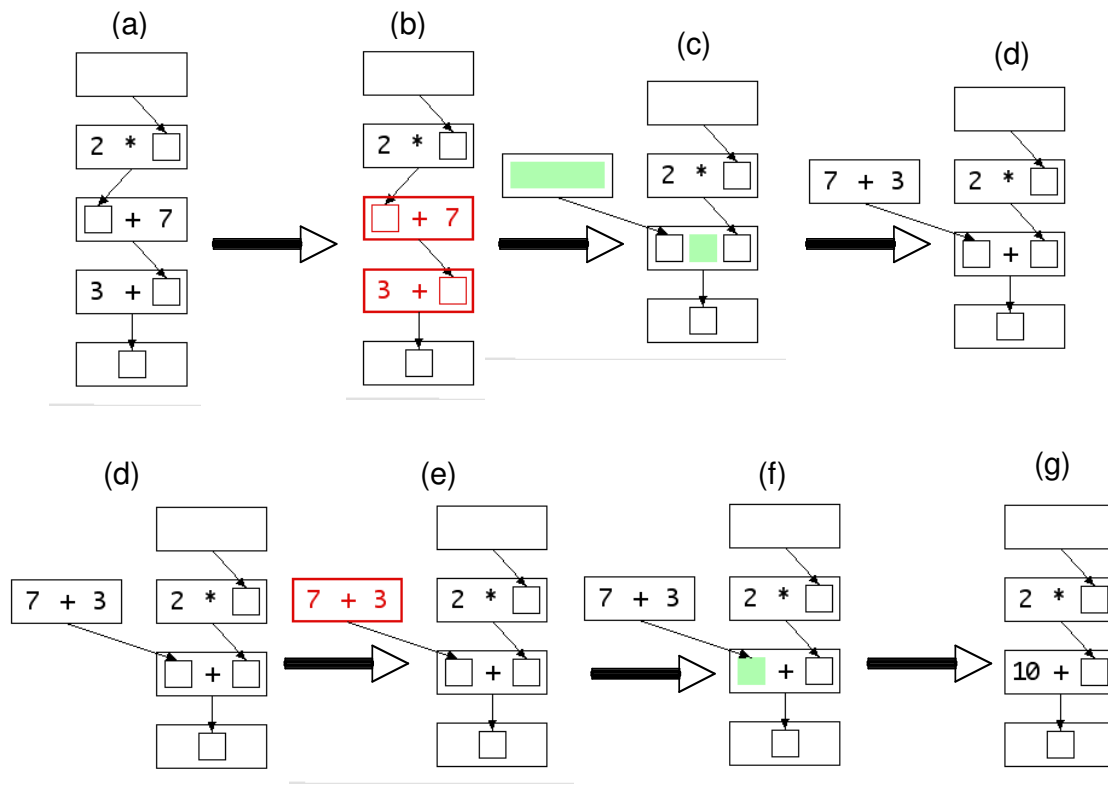 (a) (b) (c) (d)
2 * 2 * 2 * 7 + 3 2 *
+ 7 + 7 +
3 + 3 +
(d) (e) (f) (g)
7 + 3 2 * 7 + 3 2 * 7 + 3 2 * 2 *
+ + + 10 +